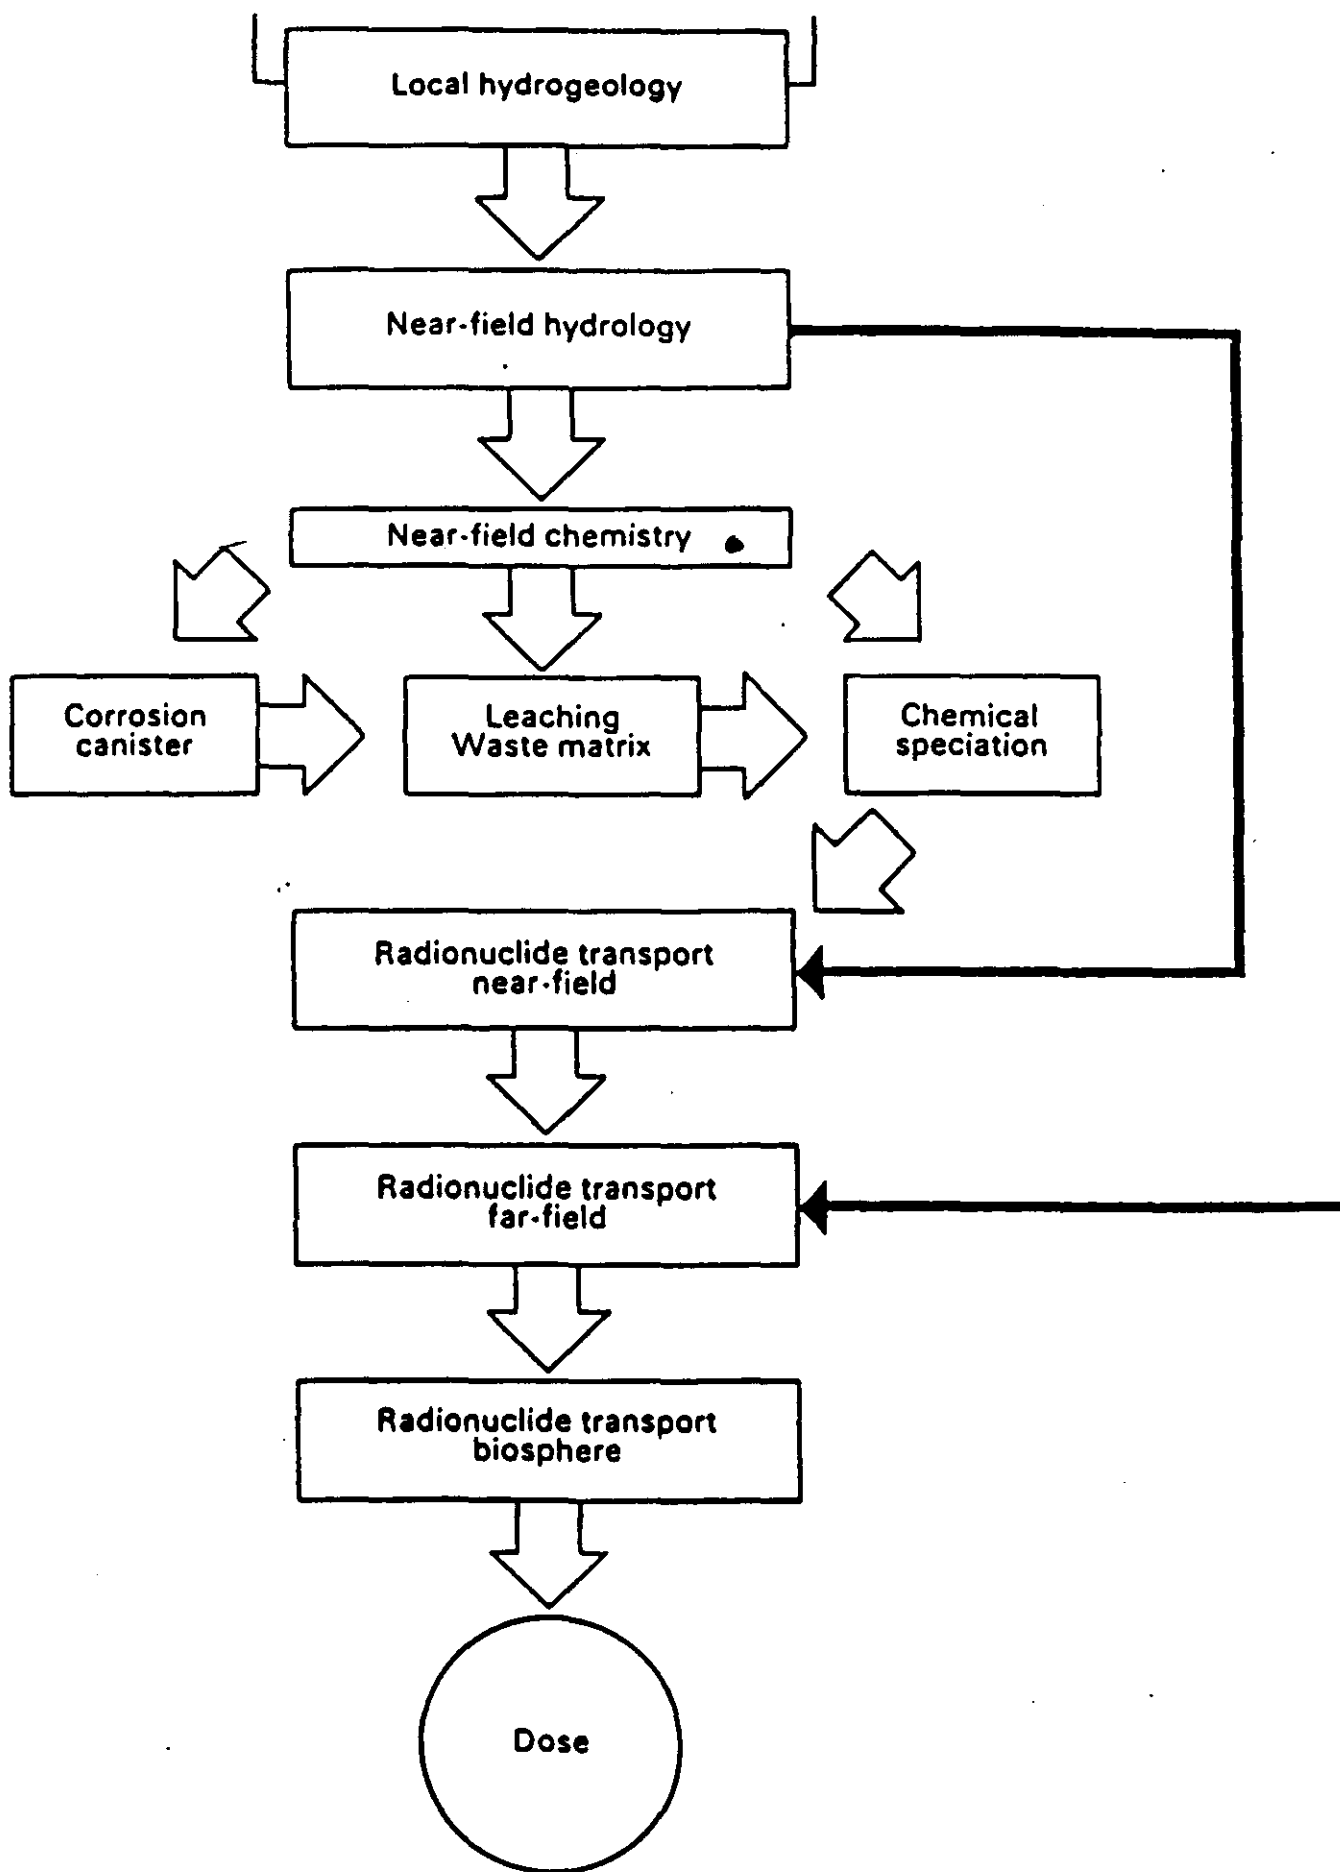 Local hydrogeology
Near-field hydrology
Near-field chemistry
Corrosion
canister
Leaching
Waste matrix
Chemical
speciation
Radionuclide transport
near-field
Radionuclide transport
far-field
Radionuclide transport
biosphere
Dose